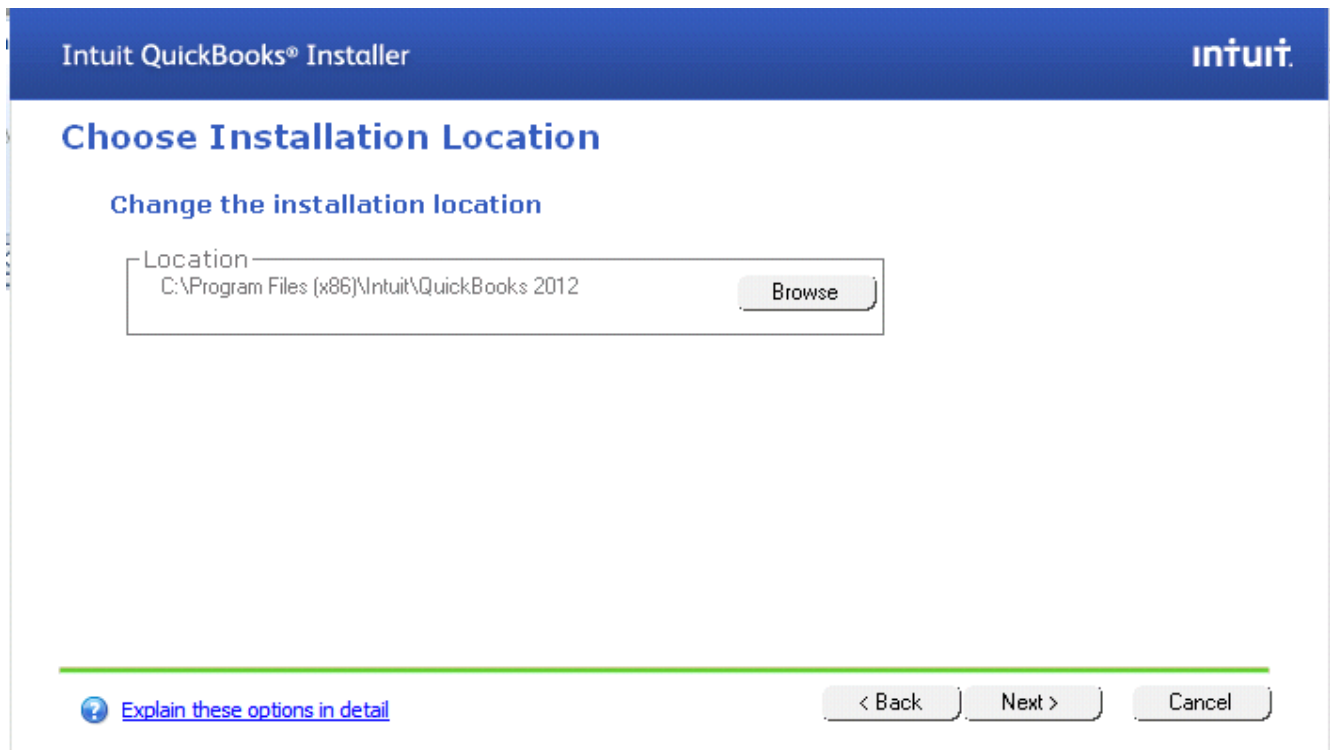 Intuit QuickBooks® Installer
intuit.
Choose Installation Location
Change the installation location
Location
C:\Program Files (x86)\Intuit\QuickBooks 2012
Browse
Explain these options in detail
< Back
Next >
Cancel